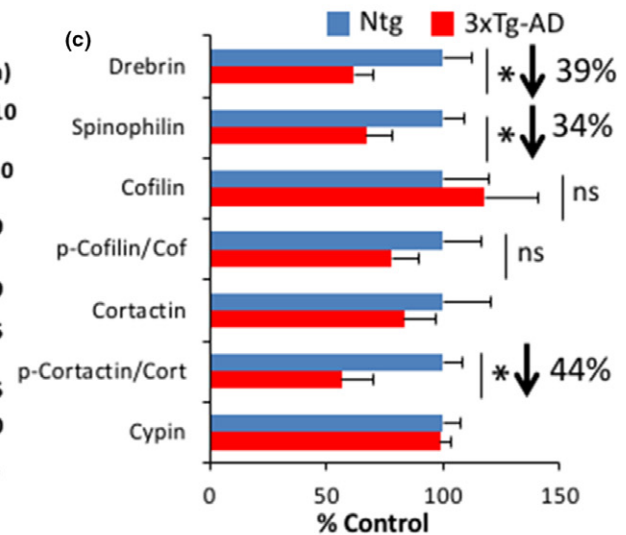 (c)
Ntg
3xTg-AD
Drebrin
* 39%
Spinophilin
* 34%
Cofilin
ns
p-Cofilin/Cof
ns
Cortactin
p-Cortactin/Cort
* 44%
Cypin
0 50 100 150
% Control